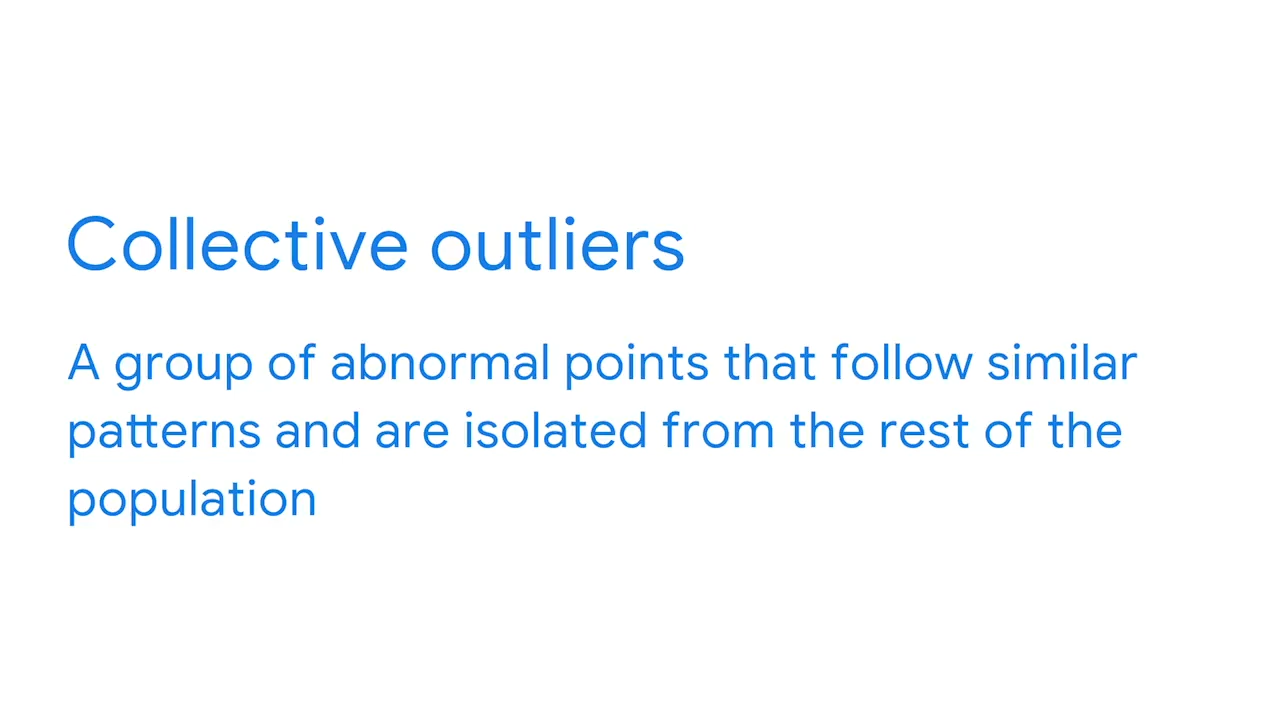 Collective outliers
A group of abnormal points that follow similar
patterns and are isolated from the rest of the
population